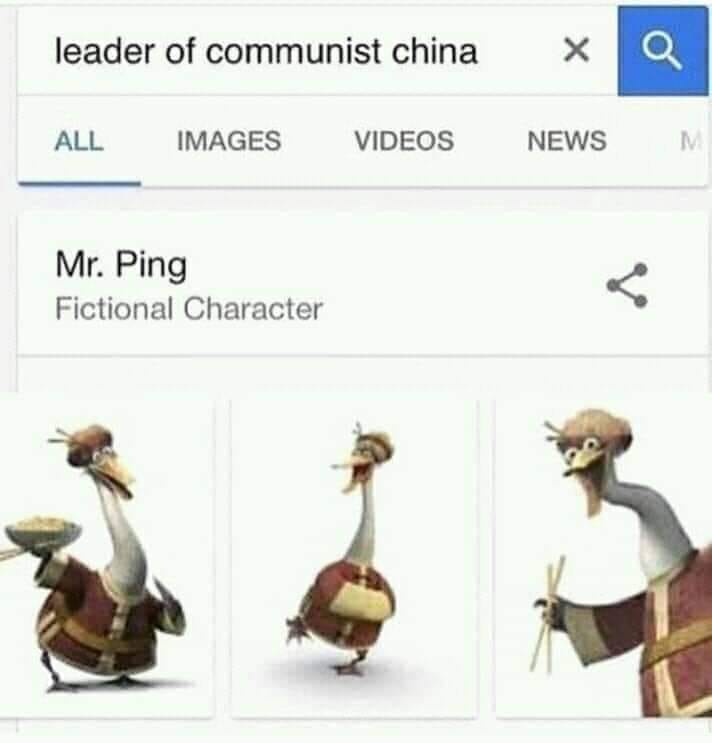 leader of communist china
ALL IMAGES VIDEOS NEWS M
Mr. Ping
Fictional Character